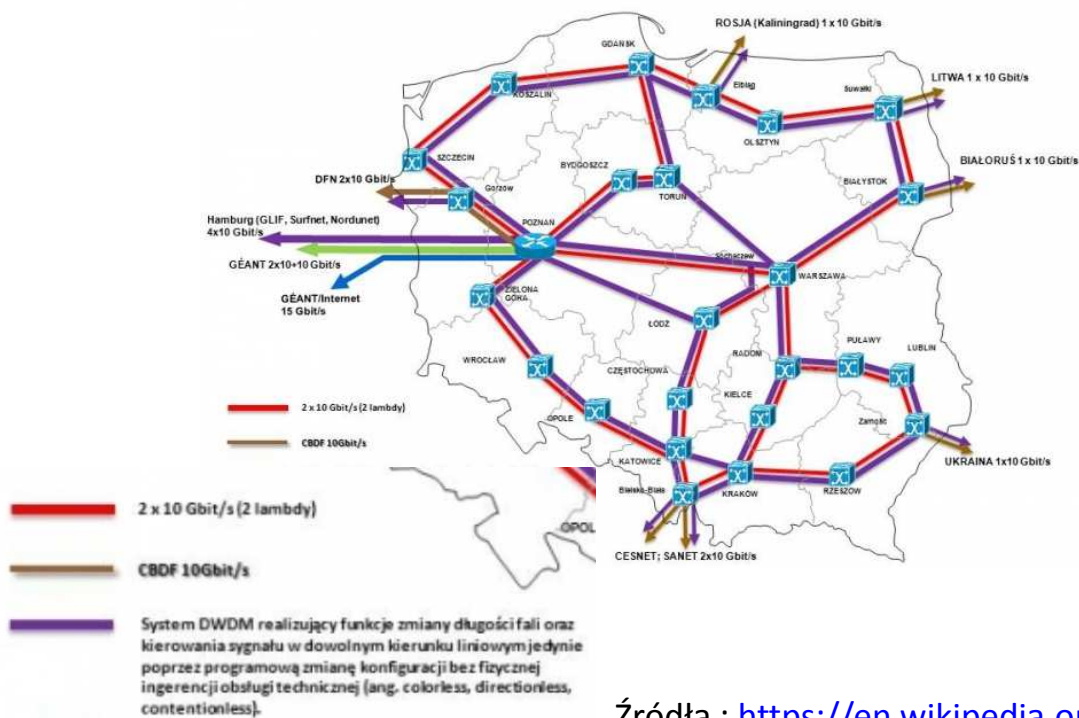 ROSJA (Kaliningrad) 1 x 10 Gbit/s
GDAŃSK
LITWA 1 x 10 Gbit/s
Elbląg
Suwałki
KOSZALIN
OLSZTYN
BIAŁORUŚ 1 x 10 Gbit/s
SZCZECIN
BYDGOSZCZ
BIAŁYSTOK
DFN 2x10 Gbit/s
Gorzów
TORUŃ
Hamburg (GLIF, Surfnet, Nordunet)
4x10 Gbit/s
POZNAŃ
GÉANT 2x10+10 Gbit/s
Sochaczew
WARSZAWA
GÉANT/Internet
15 Gbit/s
ZIELONA
GÓRA
ŁÓDŹ
PUŁAWY
LUBLIN
WROCŁAW
CZĘSTOCHOWA
RADOM
KIELCE
2 x 10 Gbit/s (2 lambdy)
OPOLE
Zamość
CBDF 10Gbit/s
KATOWICE
UKRAINA 1x10 Gbit/s
Bielsko-Biała
KRAKÓW
RZESZÓW
CESNET; SANET 2x10 Gbit/s
2 x 10 Gbit/s (2 lambdy)
OPOL
CBDF 10Gbit/s
System DWDM realizujący funkcje zmiany długości fali oraz
kierowania sygnału w dowolnym kierunku liniowym jedynie
poprzez programową zmianę konfiguracji bez fizycznej
ingerencji obsługi technicznej (ang. colorless, directionless,
contentionless).
Źródła : https://en.wikipedia.or